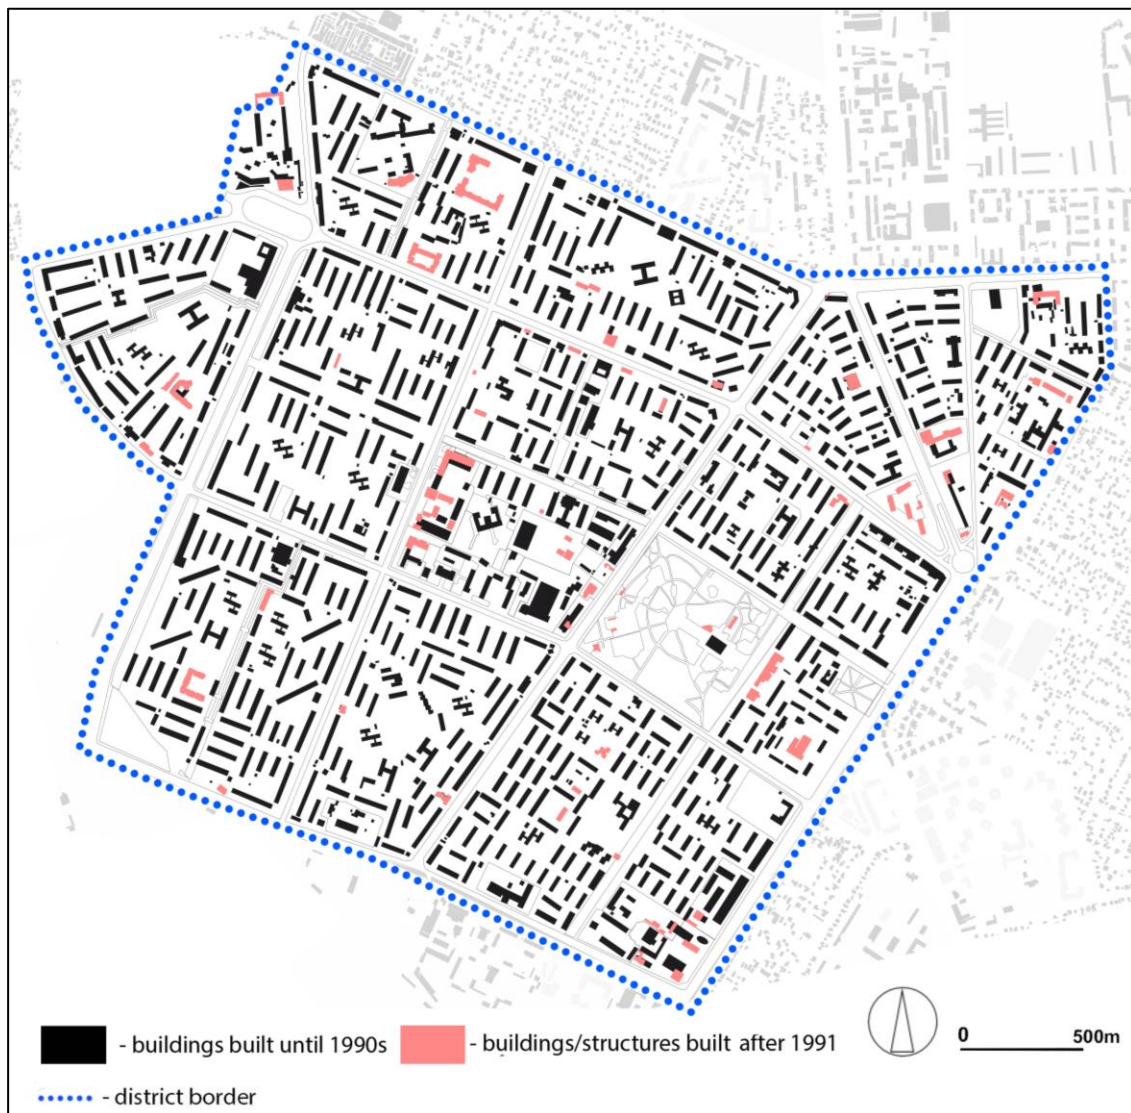 - buildings built until 1990s
- buildings/structures built after 1991
0 500m
- district border